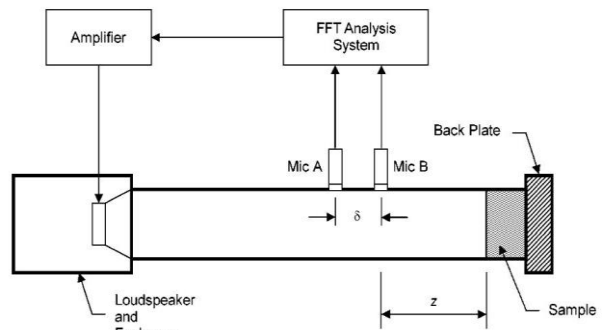 Amplifier
FFT Analysis
System
Back Plate
Mic A
Mic B
δ
z
Sample
Loudspeaker
and